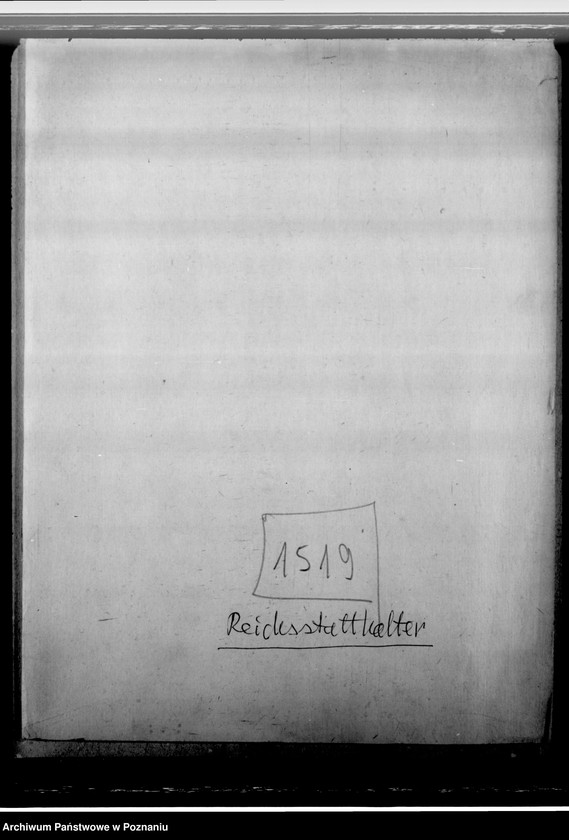 1519
Reichsstatthalter
Archiwum Państwowe w Poznaniu